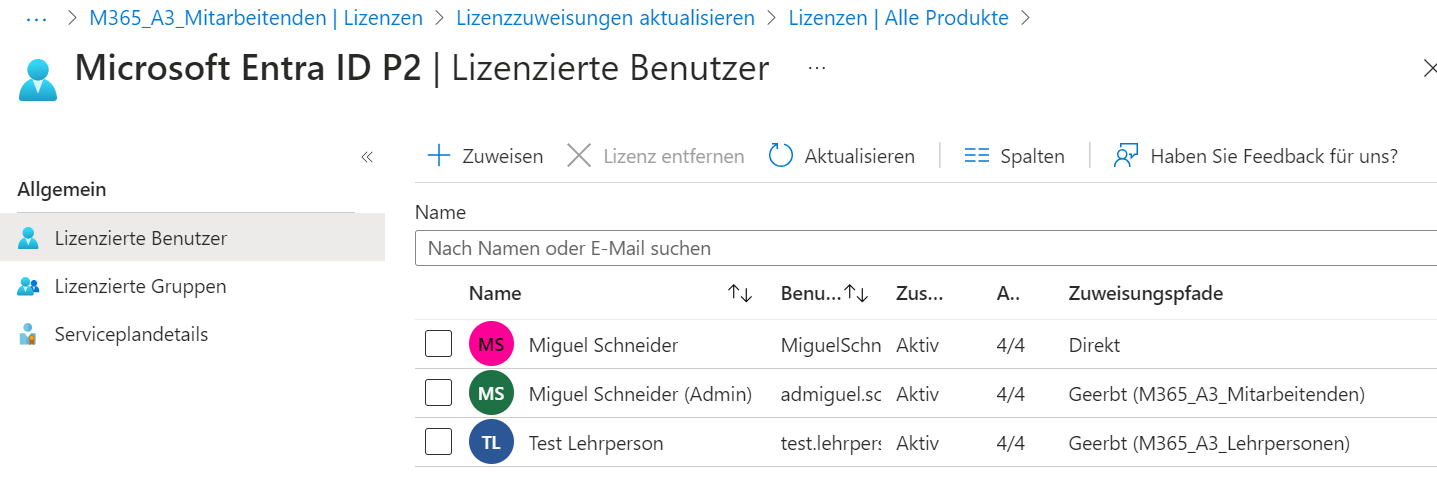 ··· > M365_A3_Mitarbeitenden | Lizenzen > Lizenzzuweisungen aktualisieren > Lizenzen | Alle Produkte >
Microsoft Entra ID P2 | Lizenzierte Benutzer ···
«
Zuweisen Lizenz entfernen Aktualisieren Spalten Haben Sie Feedback für uns?
Allgemein
Lizenzierte Benutzer
Lizenzierte Gruppen
Serviceplandetails
Name
Nach Namen oder E-Mail suchen
Name Benu... Zus... A.. Zuweisungspfade
MS Miguel Schneider MiguelSchn Aktiv 4/4 Direkt
MS Miguel Schneider (Admin) admiguel.sc Aktiv 4/4 Geerbt (M365_A3_Mitarbeitenden)
TL Test Lehrperson test.lehrpers Aktiv 4/4 Geerbt (M365_A3_Lehrpersonen)